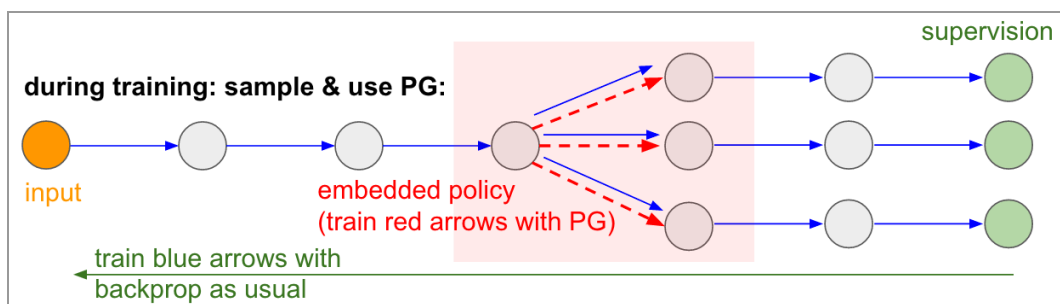 supervision
during training: sample & use PG:
input
embedded policy
(train red arrows with PG)
train blue arrows with
backprop as usual